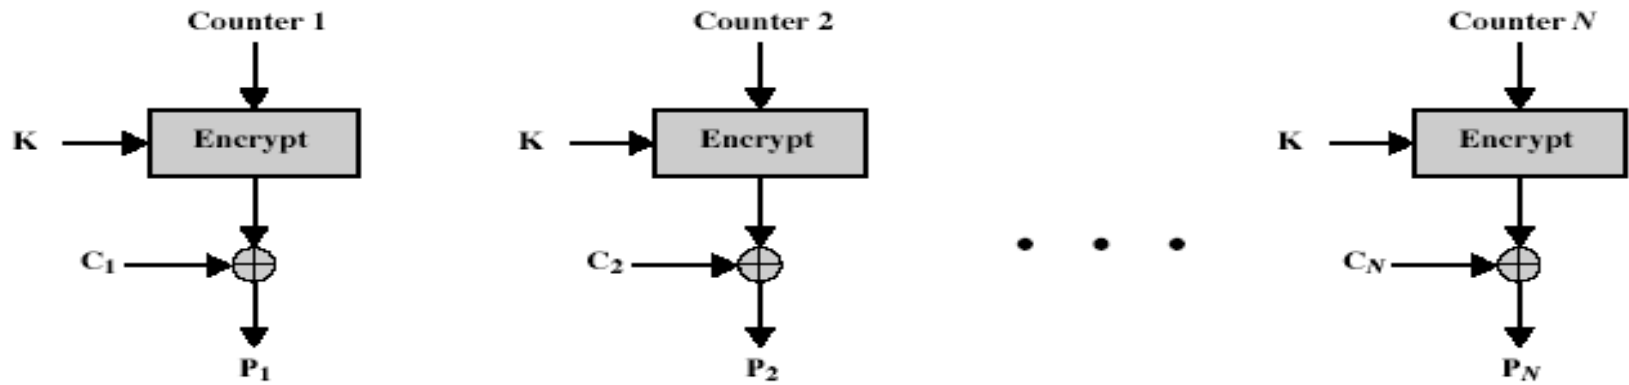 Counter 1 Counter 2 Counter N
K Encrypt K Encrypt K Encrypt
C1 C2 CN
P1 P2 PN